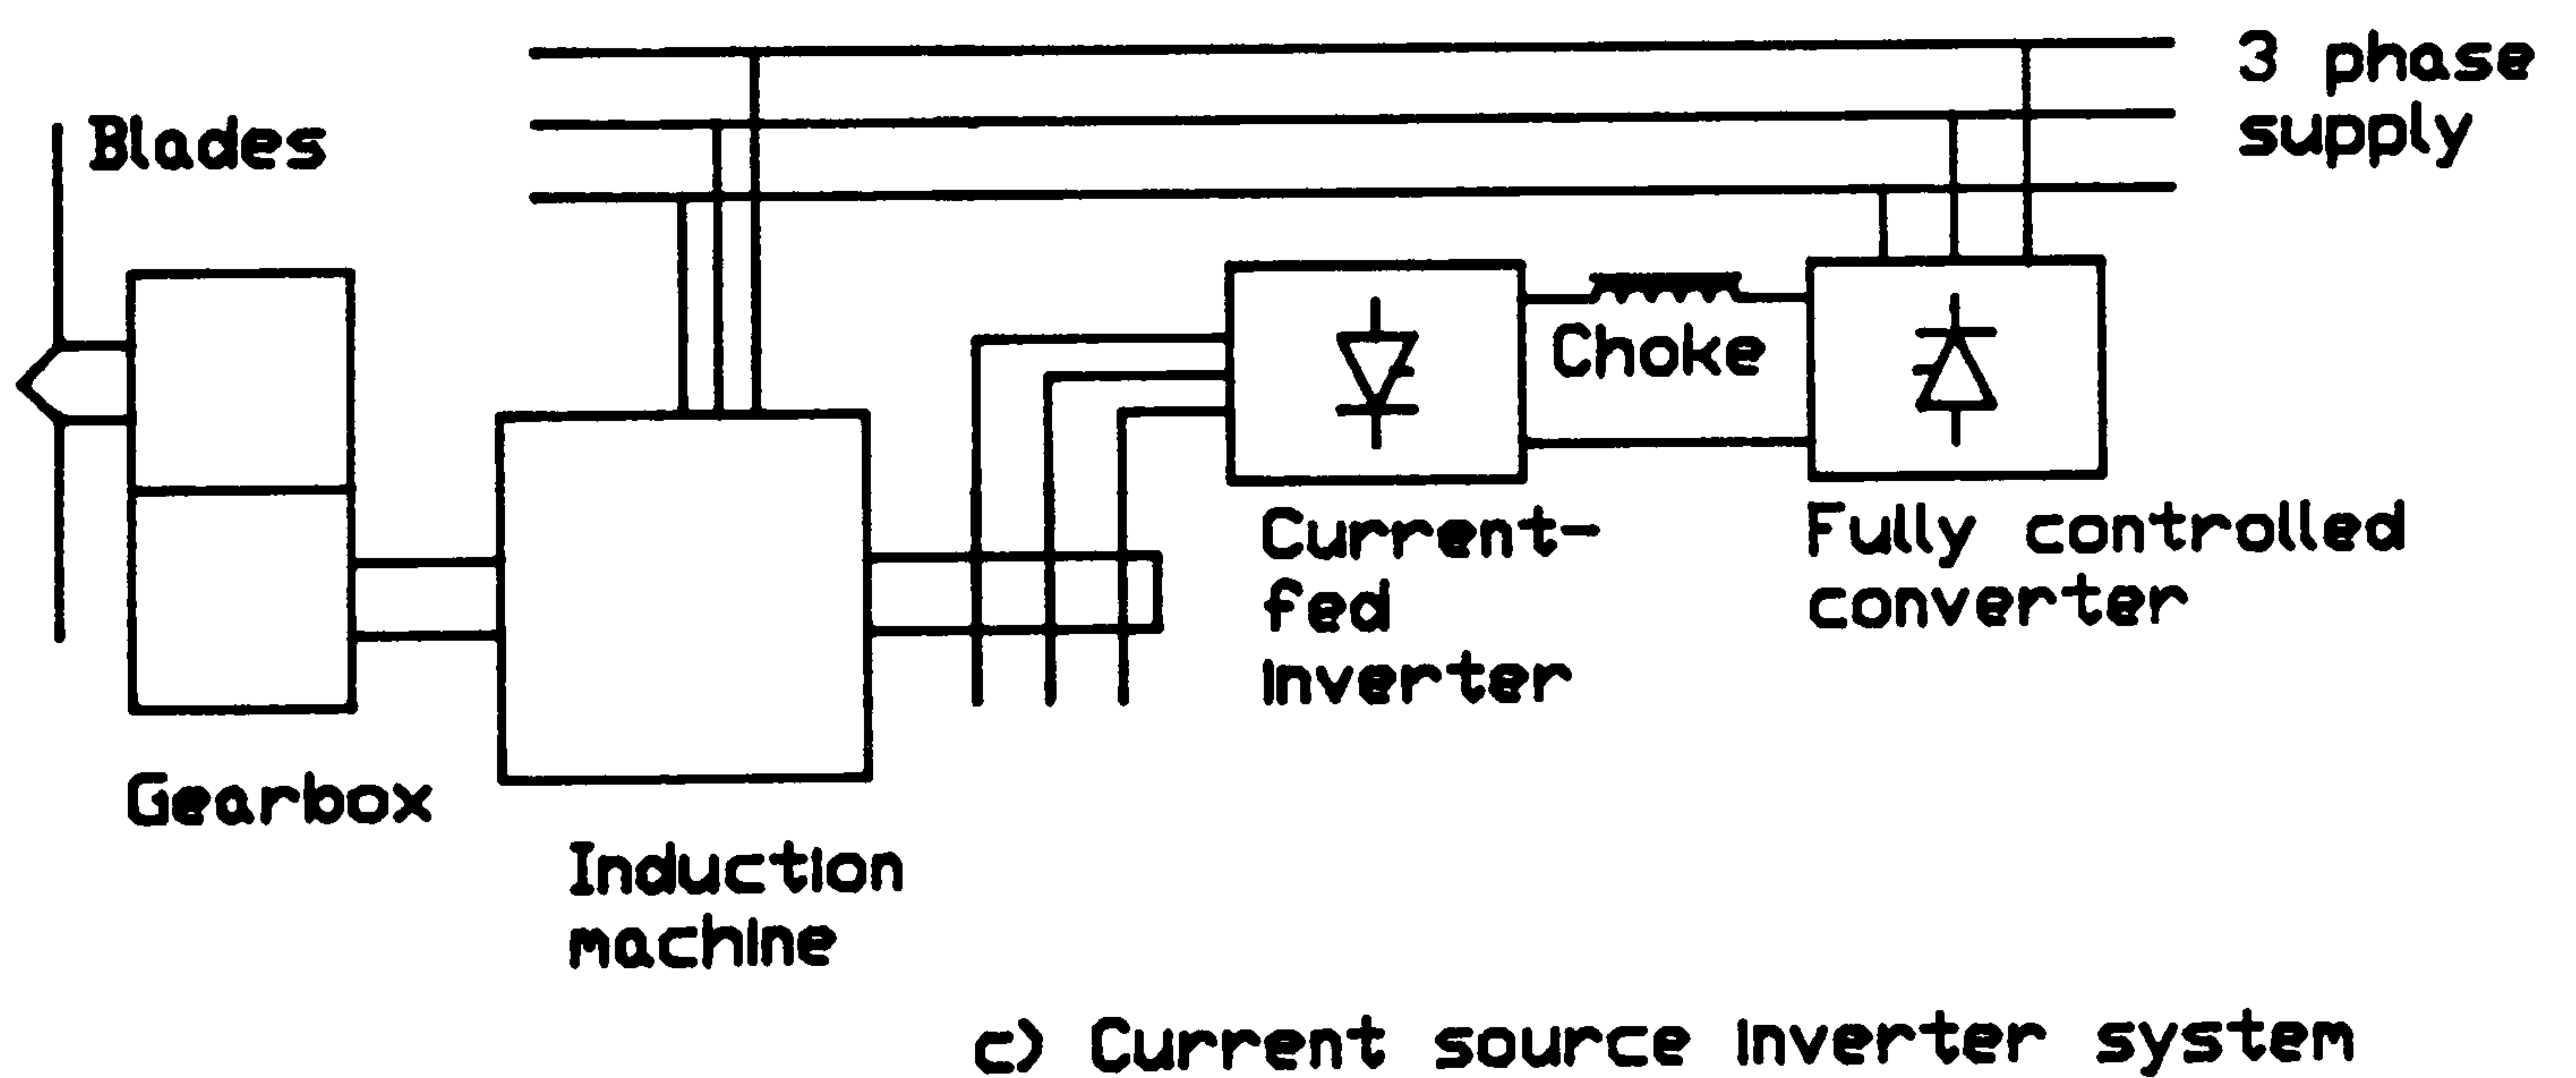 3 phase
supply
Blades
Choke
Current-
fed
inverter
Fully controlled
converter
Gearbox
Induction
machine
c) Current source inverter system